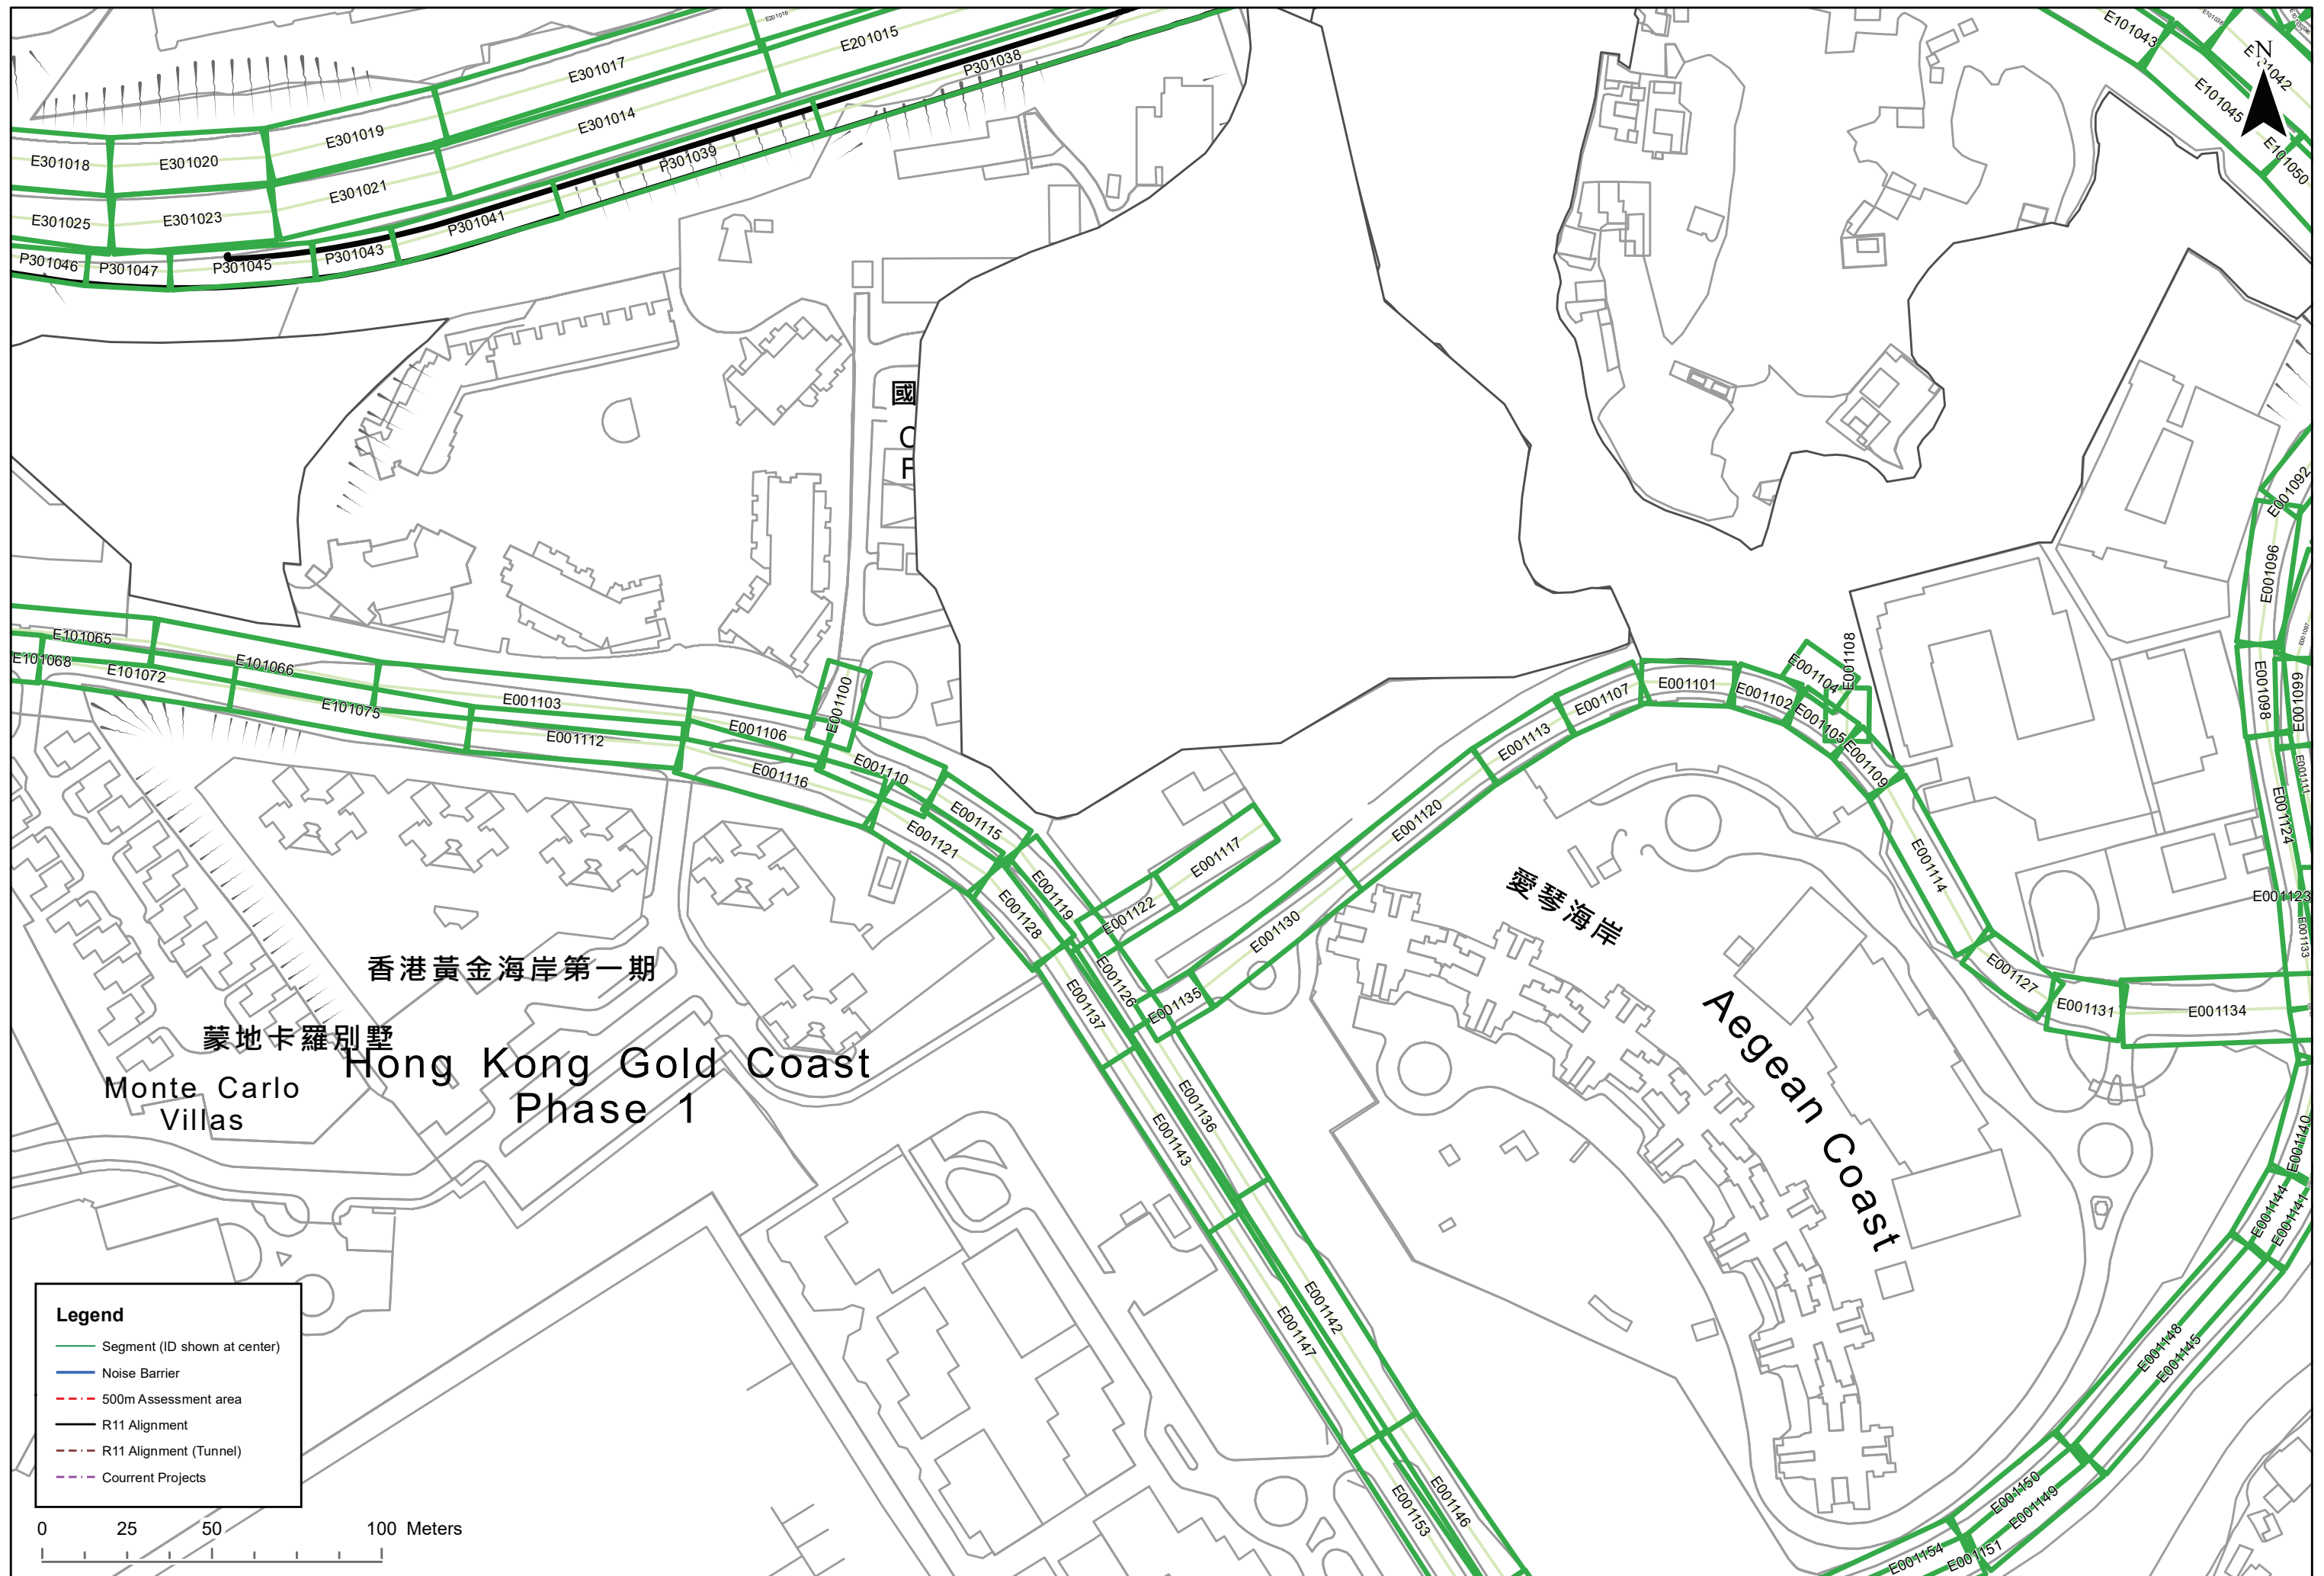 E201015
E301017
P301038
E101043
N
E101045
E101050
E301014
E301019
E301018
E301020
P301039
E301021
E301025
E301023
P301041
P301043
P301046
P301047
P301045
國
C
F
E001092
E001096
E001098
E001099
E001108
E001104
E001101
E001102
E001107
E001105
E001109
E001113
E101065
E101068
E101072
E101066
E101075
E001103
E001100
E001106
E001112
E001110
E001116
E001115
E001121
E001120
E001117
E001111
E001124
E001114
E001119
E001128
E001122
E001130
E001123
E001133
愛琴海岸
E001126
E001137
E001135
E001127
E001131
E001134
香港黃金海岸第一期
蒙地卡羅別墅
Hong Kong Gold Coast
Phase 1
Monte Carlo
Villas
Aegean Coast
E001136
E001143
E001140
E001144
E001141
E001142
E001147
E001148
E001145
E001146
E001153
E001150
E001149
E001154
E001151
Legend
Segment (ID shown at center)
Noise Barrier
500m Assessment area
R11 Alignment
R11 Alignment (Tunnel)
Courrent Projects
0 25 50 100 Meters